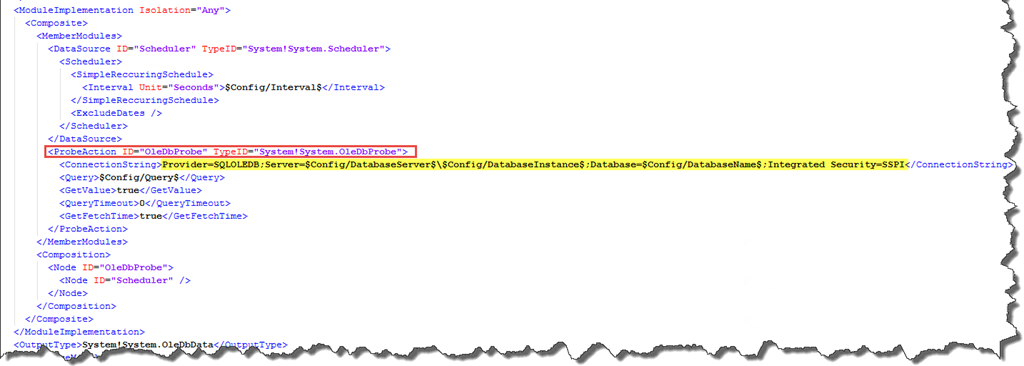 <ModuleImplementation Isolation="Any">
<Composite>
<MemberModules>
<DataSource ID="Scheduler" TypeID="System!System.Scheduler">
<Scheduler>
<SimpleReccuringSchedule>
<Interval Unit="Seconds">$Config/Interval$</Interval>
</SimpleReccuringSchedule>
<ExcludeDates />
</Scheduler>
</DataSource>
<ProbeAction ID="OleDbProbe" TypeID="System!System.OleDbProbe">
<ConnectionString>Provider=SQLOLEDB;Server=$Config/DatabaseServer$\$Config/DatabaseInstance$;Database=$Config/DatabaseName$;Integrated Security=SSPI</ConnectionString>
<Query>$Config/Query$</Query>
<GetValue>true</GetValue>
<QueryTimeout>0</QueryTimeout>
<GetFetchTime>true</GetFetchTime>
</ProbeAction>
</MemberModules>
<Composition>
<Node ID="OleDbProbe">
<Node ID="Scheduler" />
</Node>
</Composition>
</Composite>
</ModuleImplementation>
<OutputType>System!System.OleDbData</OutputType>